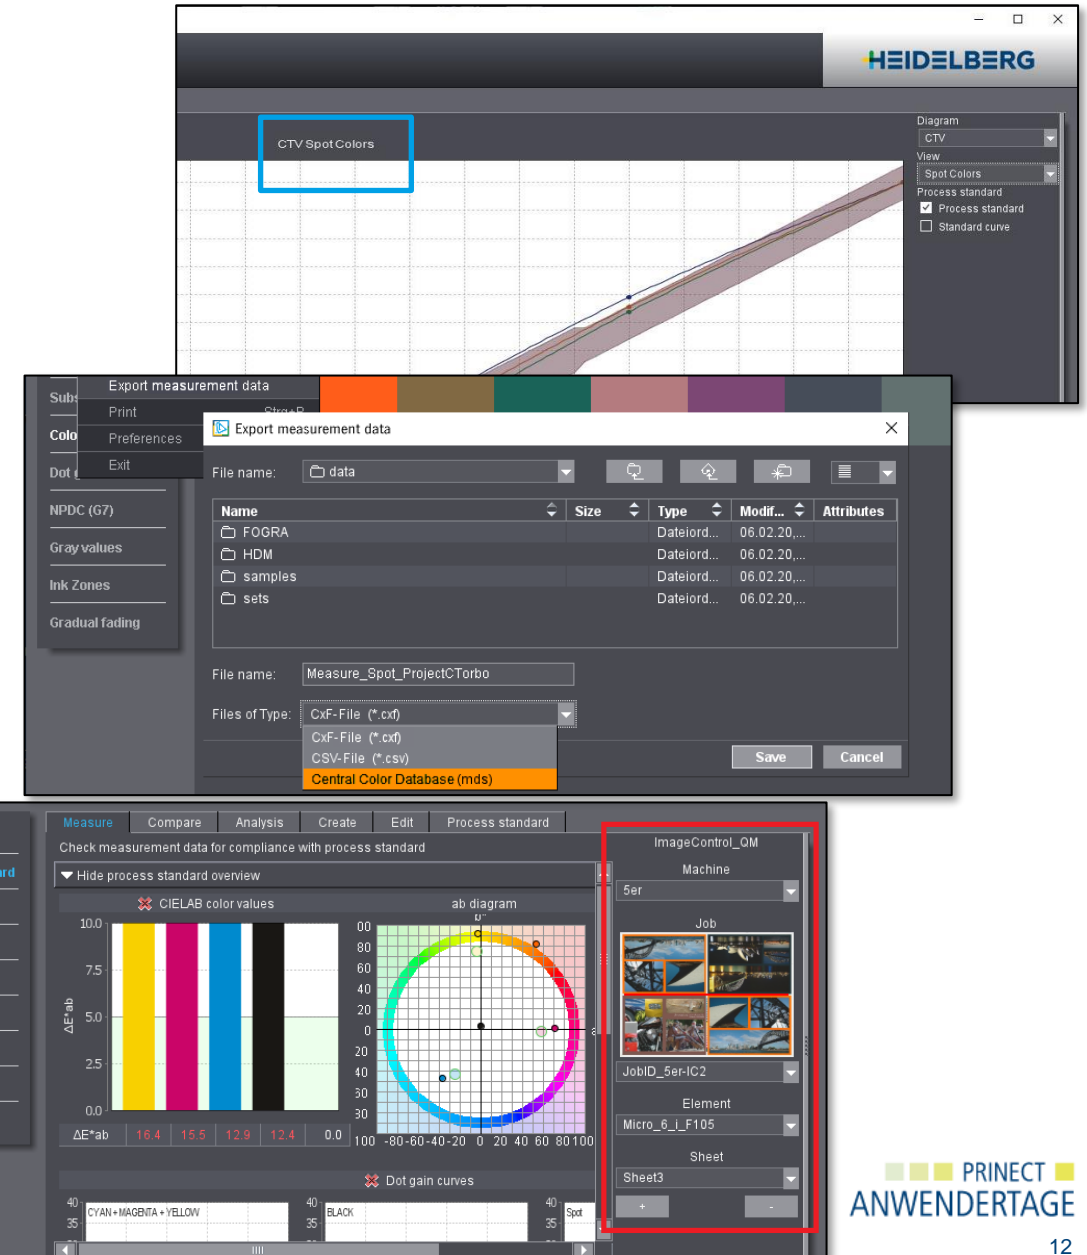 HEIDELBERG
Diagram
CTV Spot Colors
CTV
View
Spot Colors
Process standard
Process standard
Standard curve
Export measurement data
Subs
Print
Strg+P
Export measurement data
Colo
Preferences
Exit
Dot g
File name:
data
NPDC (G7)
Name
Size
Type
Modif...
Attributes
FOGRA
Dateiord...
06.02.20,...
Gray values
HDM
Dateiord...
06.02.20,...
samples
Dateiord...
06.02.20,...
Ink Zones
sets
Dateiord...
06.02.20,...
Gradual fading
File name:
Measure_Spot_ProjectCTorbo
Files of Type:
CxF-File (*.cxf)
CxF-File (*.cxf)
CSV-File (*.csv)
Central Color Database (mds)
Save
Cancel
Measure
Compare
Analysis
Create
Edit
Process standard
Check measurement data for compliance with process standard
ard
Hide process standard overview
CIELAB color values
ab diagram
b*
10.0
7.5
5.0
2.5
0.0
ΔE*ab
ΔE*ab
16.4
15.5
12.9
12.4
0.0
00
80
60
40
20
0
20
40
60
80
100 -80-60-40-20 0 20 40 60 80100
a
Dot gain curves
40
35
CYAN + MAGENTA + YELLOW
40
35
BLACK
40
35
Spot
ImageControl_QM
Machine
5er
Job
JobID_5er-IC2
Element
Micro_6_i_F105
Sheet
Sheet3
+
-
PRINECT
ANWENDERTAGE
12